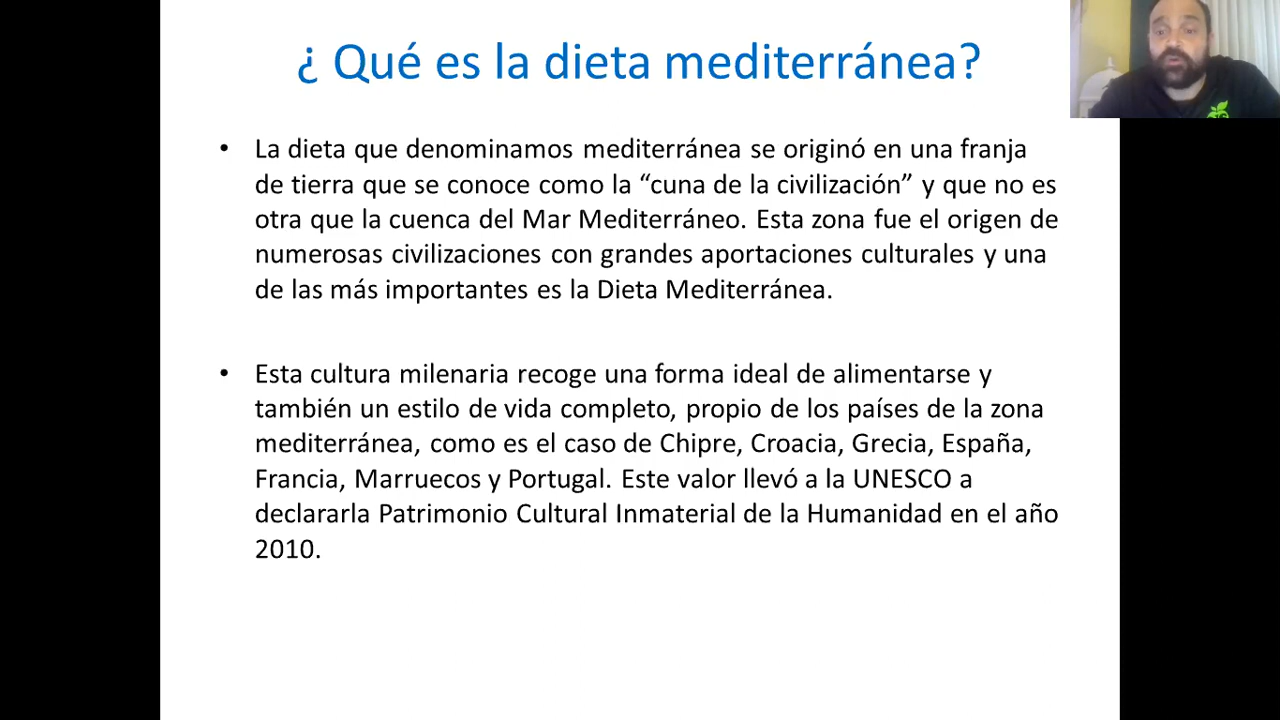 ¿ Qué es la dieta mediterránea?
• La dieta que denominamos mediterránea se originó en una franja
de tierra que se conoce como la “cuna de la civilización” y que no es
otra que la cuenca del Mar Mediterráneo. Esta zona fue el origen de
numerosas civilizaciones con grandes aportaciones culturales y una
de las más importantes es la Dieta Mediterránea.
• Esta cultura milenaria recoge una forma ideal de alimentarse y
también un estilo de vida completo, propio de los países de la zona
mediterránea, como es el caso de Chipre, Croacia, Grecia, España,
Francia, Marruecos y Portugal. Este valor llevó a la UNESCO a
declararla Patrimonio Cultural Inmaterial de la Humanidad en el año
2010.